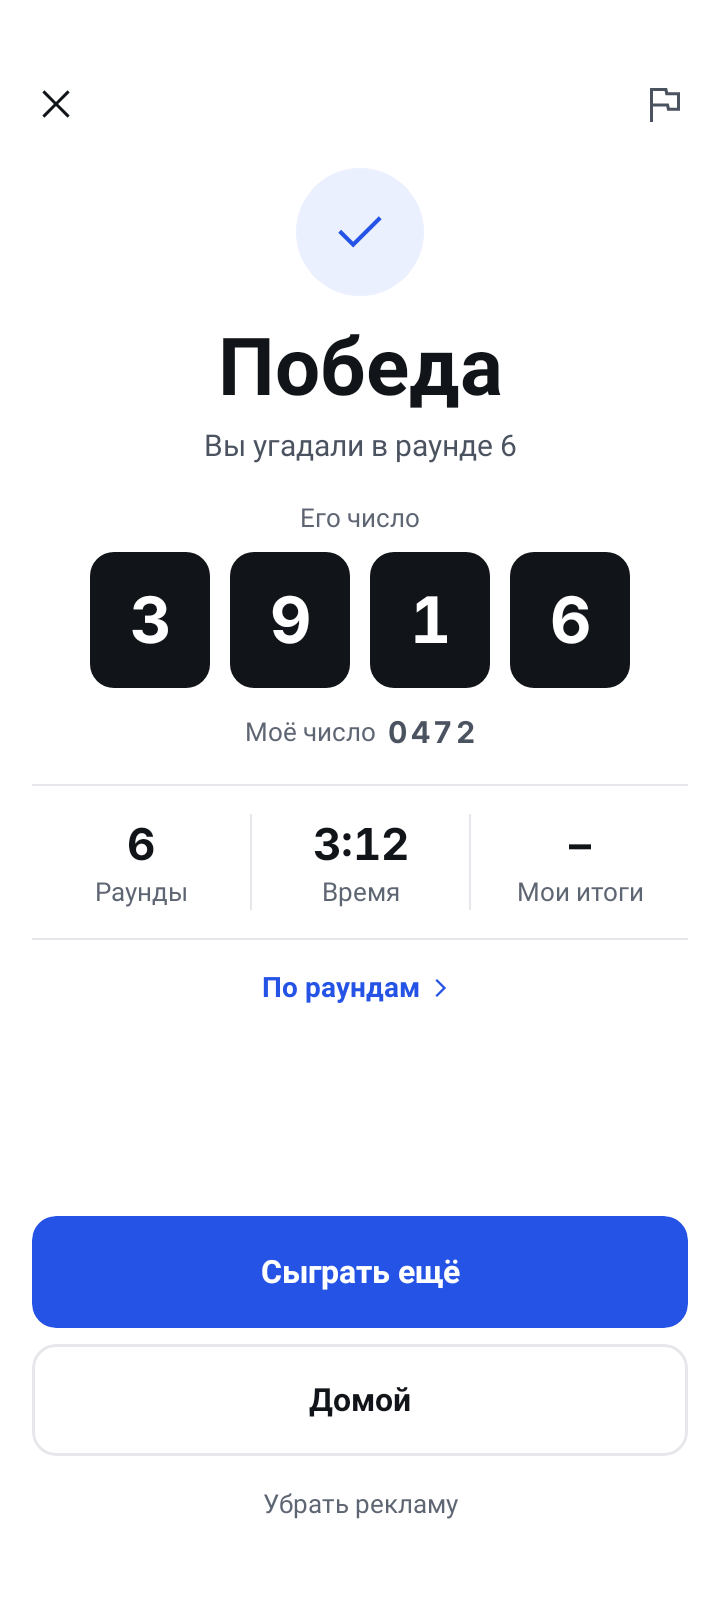 Победа
Вы угадали в раунде 6
Его число
3 9 1 6
Моё число 0472
6 3:12 –
Раунды Время Мои итоги
По раундам
Сыграть ещё
Домой
Убрать рекламу